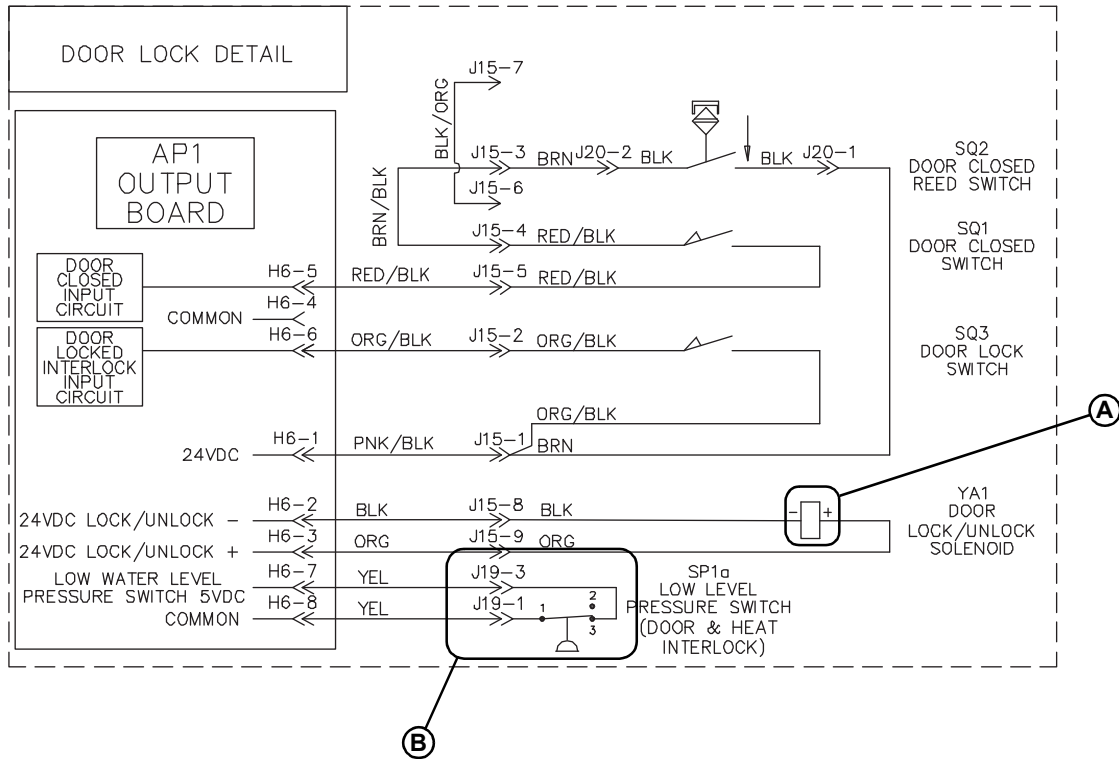 DOOR LOCK DETAIL
AP1
OUTPUT
BOARD
J15-7
BLK/ORG
J15-3
BRN
J20-2
BLK
BLK
J20-1
SQ2
DOOR CLOSED
REED SWITCH
J15-6
BRN/BLK
J15-4
RED/BLK
SQ1
DOOR CLOSED
SWITCH
DOOR
CLOSED
INPUT
CIRCUIT
H6-5
RED/BLK
J15-5
RED/BLK
H6-4
COMMON
DOOR
LOCKED
INTERLOCK
INPUT
CIRCUIT
H6-6
ORG/BLK
J15-2
ORG/BLK
SQ3
DOOR LOCK
SWITCH
ORG/BLK
A
24VDC
H6-1
PNK/BLK
J15-1
BRN
24VDC LOCK/UNLOCK -
H6-2
BLK
J15-8
BLK
- +
YA1
DOOR
LOCK/UNLOCK
SOLENOID
24VDC LOCK/UNLOCK +
H6-3
ORG
J15-9
ORG
LOW WATER LEVEL
PRESSURE SWITCH 5VDC
H6-7
YEL
J19-3
COMMON
H6-8
YEL
J19-1
1
2
3
SP1a
LOW LEVEL
PRESSURE SWITCH
(DOOR & HEAT
INTERLOCK)
B